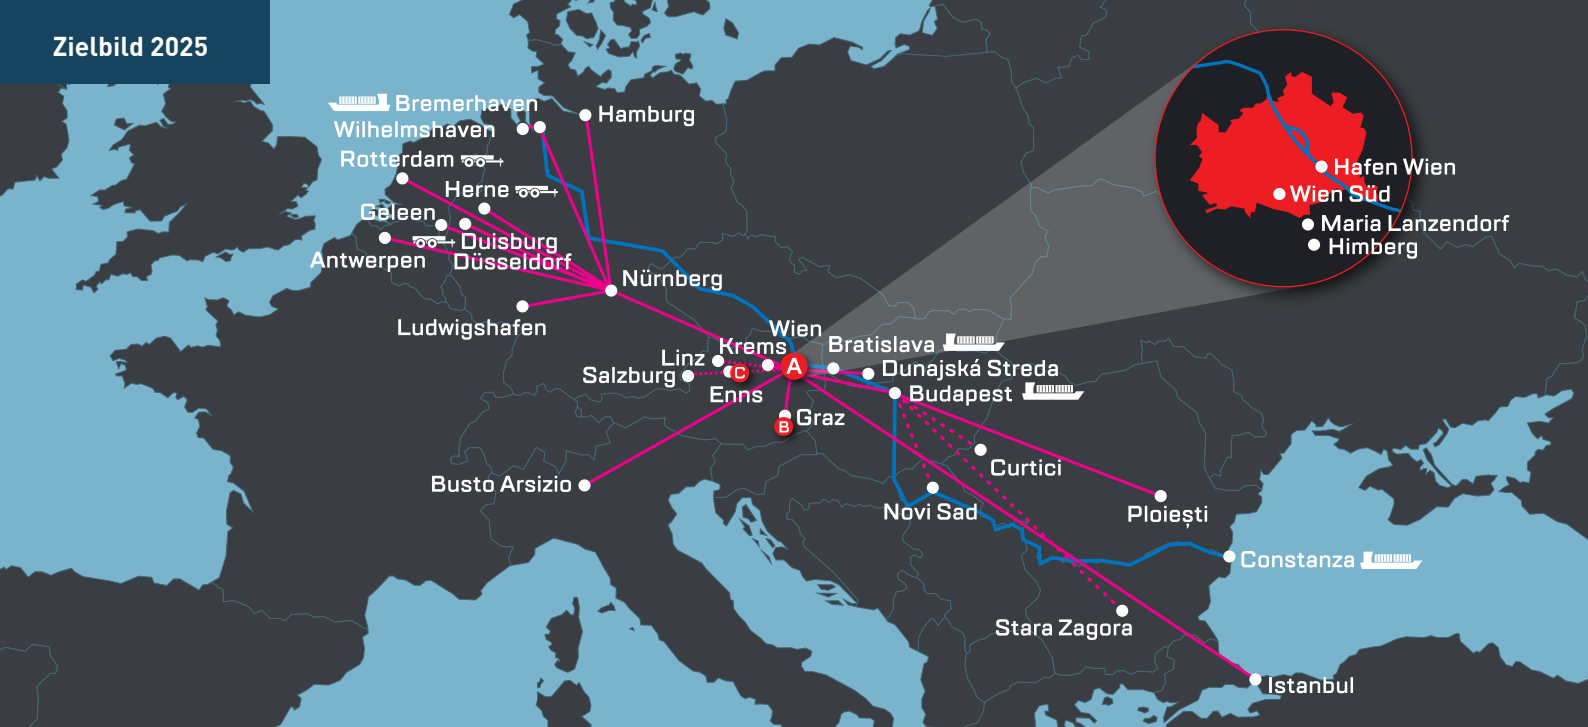 Zielbild 2025
Bremerhaven
Hamburg
Wilhelmshaven
Rotterdam
Herne
Geleen
Duisburg
Antwerpen
Düsseldorf
Nürnberg
Ludwigshafen
Wien
Krems
Bratislava
Linz
A
Dunajská Streda
Salzburg
C
Enns
Budapest
Graz
B
Curtici
Busto Arsizio
Novi Sad
Ploiești
Constanza
Stara Zagora
Istanbul
Hafen Wien
Wien Süd
Maria Lanzendorf
Himberg